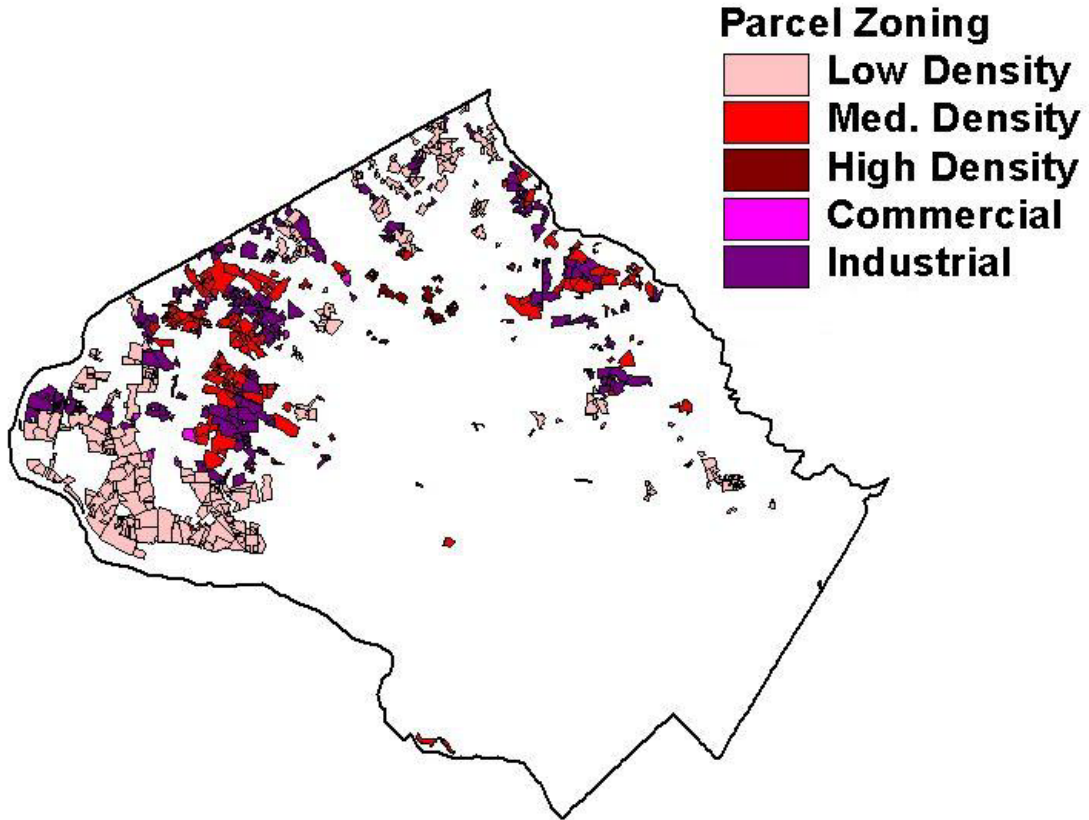 Parcel Zoning
Low Density
Med. Density
High Density
Commercial
Industrial